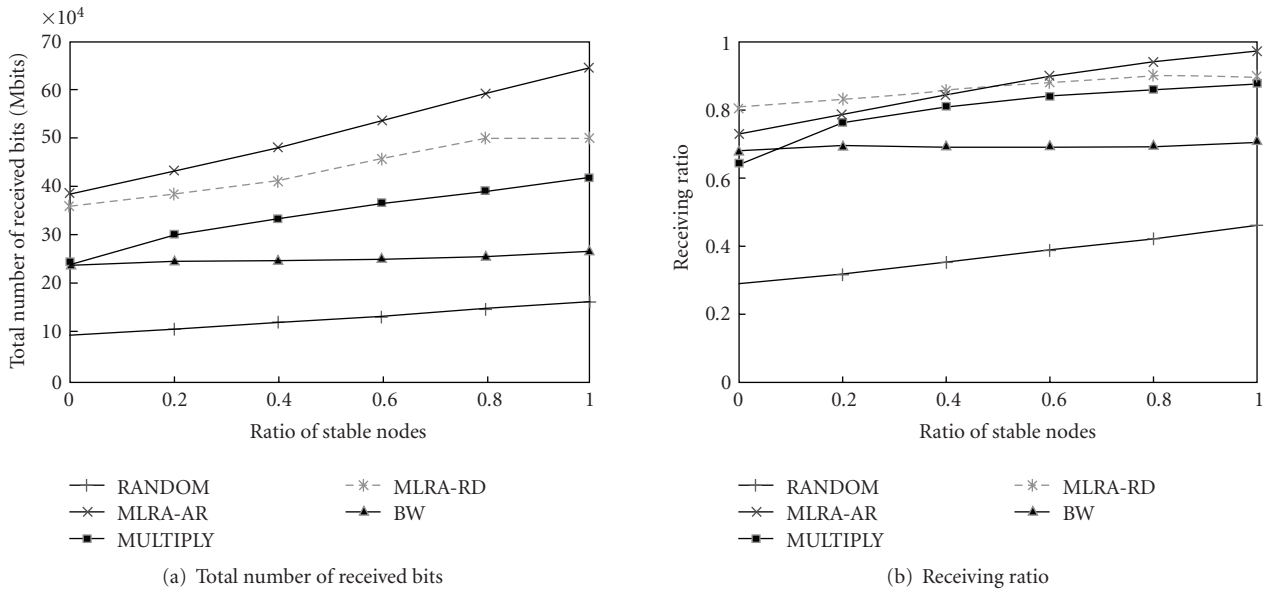 ×10⁴
70
60
50
40
30
20
10
0
Total number of received bits (Mbits)
0 0.2 0.4 0.6 0.8 1
Ratio of stable nodes
RANDOM
MLRA-AR
MULTIPLY
MLRA-RD
BW
(a) Total number of received bits
1
0.8
0.6
0.4
0.2
0
Receiving ratio
0 0.2 0.4 0.6 0.8 1
Ratio of stable nodes
RANDOM
MLRA-AR
MULTIPLY
MLRA-RD
BW
(b) Receiving ratio